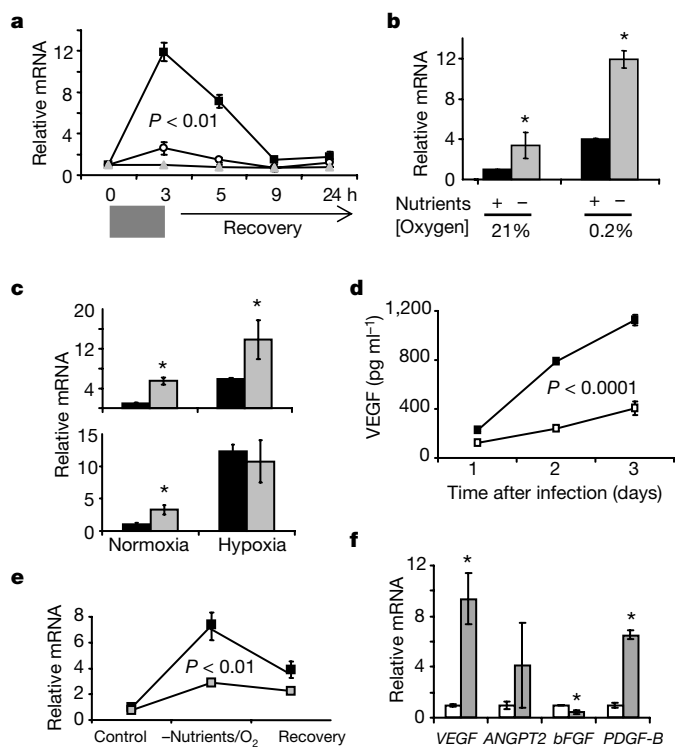 a
Relative mRNA
12
8
4
0
P < 0.01
0 3 5 9 24 h
Recovery
b
Relative mRNA
12
8
4
0
* *
Nutrients + − + −
[Oxygen] 21% 0.2%
c
Relative mRNA
20
12
4
* *
15
10
5
0
*
Normoxia Hypoxia
d
VEGF (pg ml⁻¹)
1,200
800
400
0
P < 0.0001
1 2 3
Time after infection (days)
e
Relative mRNA
8
6
4
2
0
P < 0.01
Control −Nutrients/O₂ Recovery
f
Relative mRNA
12
8
4
0
* * *
VEGF ANGPT2 bFGF PDGF-B